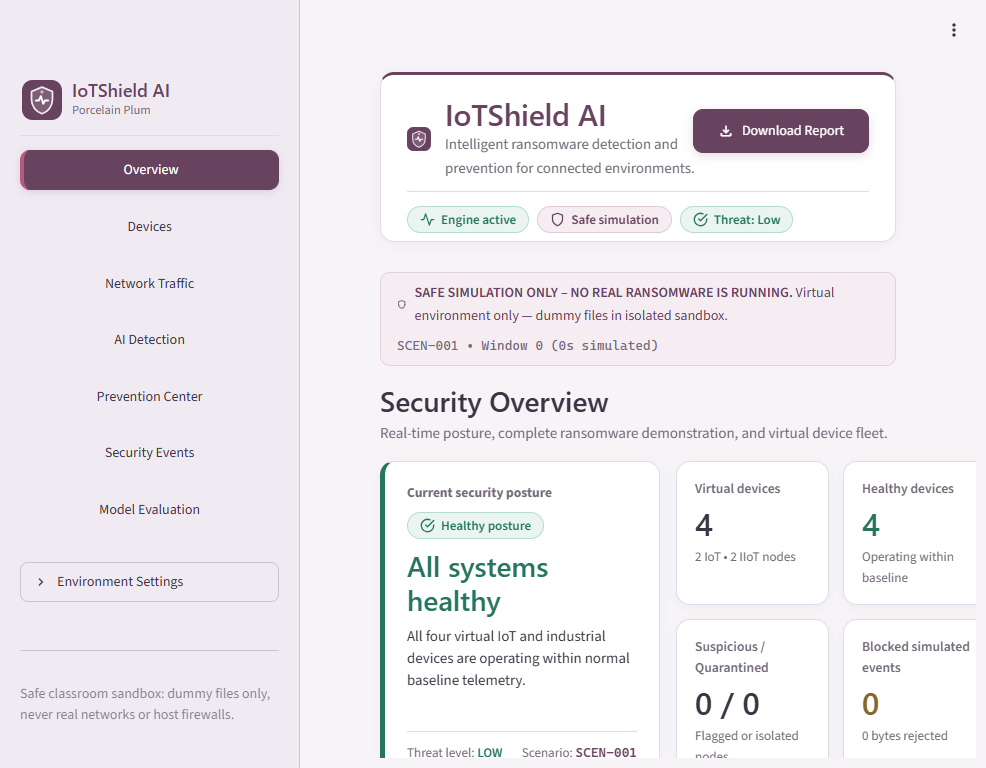 IoTShield AI
Porcelain Plum
Overview
Devices
Network Traffic
AI Detection
Prevention Center
Security Events
Model Evaluation
Environment Settings
Safe classroom sandbox: dummy files only,
never real networks or host firewalls.
IoTShield AI
Intelligent ransomware detection and
prevention for connected environments.
Download Report
Engine active
Safe simulation
Threat: Low
SAFE SIMULATION ONLY – NO REAL RANSOMWARE IS RUNNING. Virtual
environment only — dummy files in isolated sandbox.
SCEN-001 • Window 0 (0s simulated)
Security Overview
Real-time posture, complete ransomware demonstration, and virtual device fleet.
Current security posture
Healthy posture
All systems
healthy
All four virtual IoT and industrial
devices are operating within normal
baseline telemetry.
Threat level: LOW
Scenario: SCEN-001
Virtual devices
4
2 IoT • 2 IIoT nodes
Healthy devices
4
Operating within
baseline
Suspicious /
Quarantined
0 / 0
Flagged or isolated
nodes
Blocked simulated
events
0
0 bytes rejected